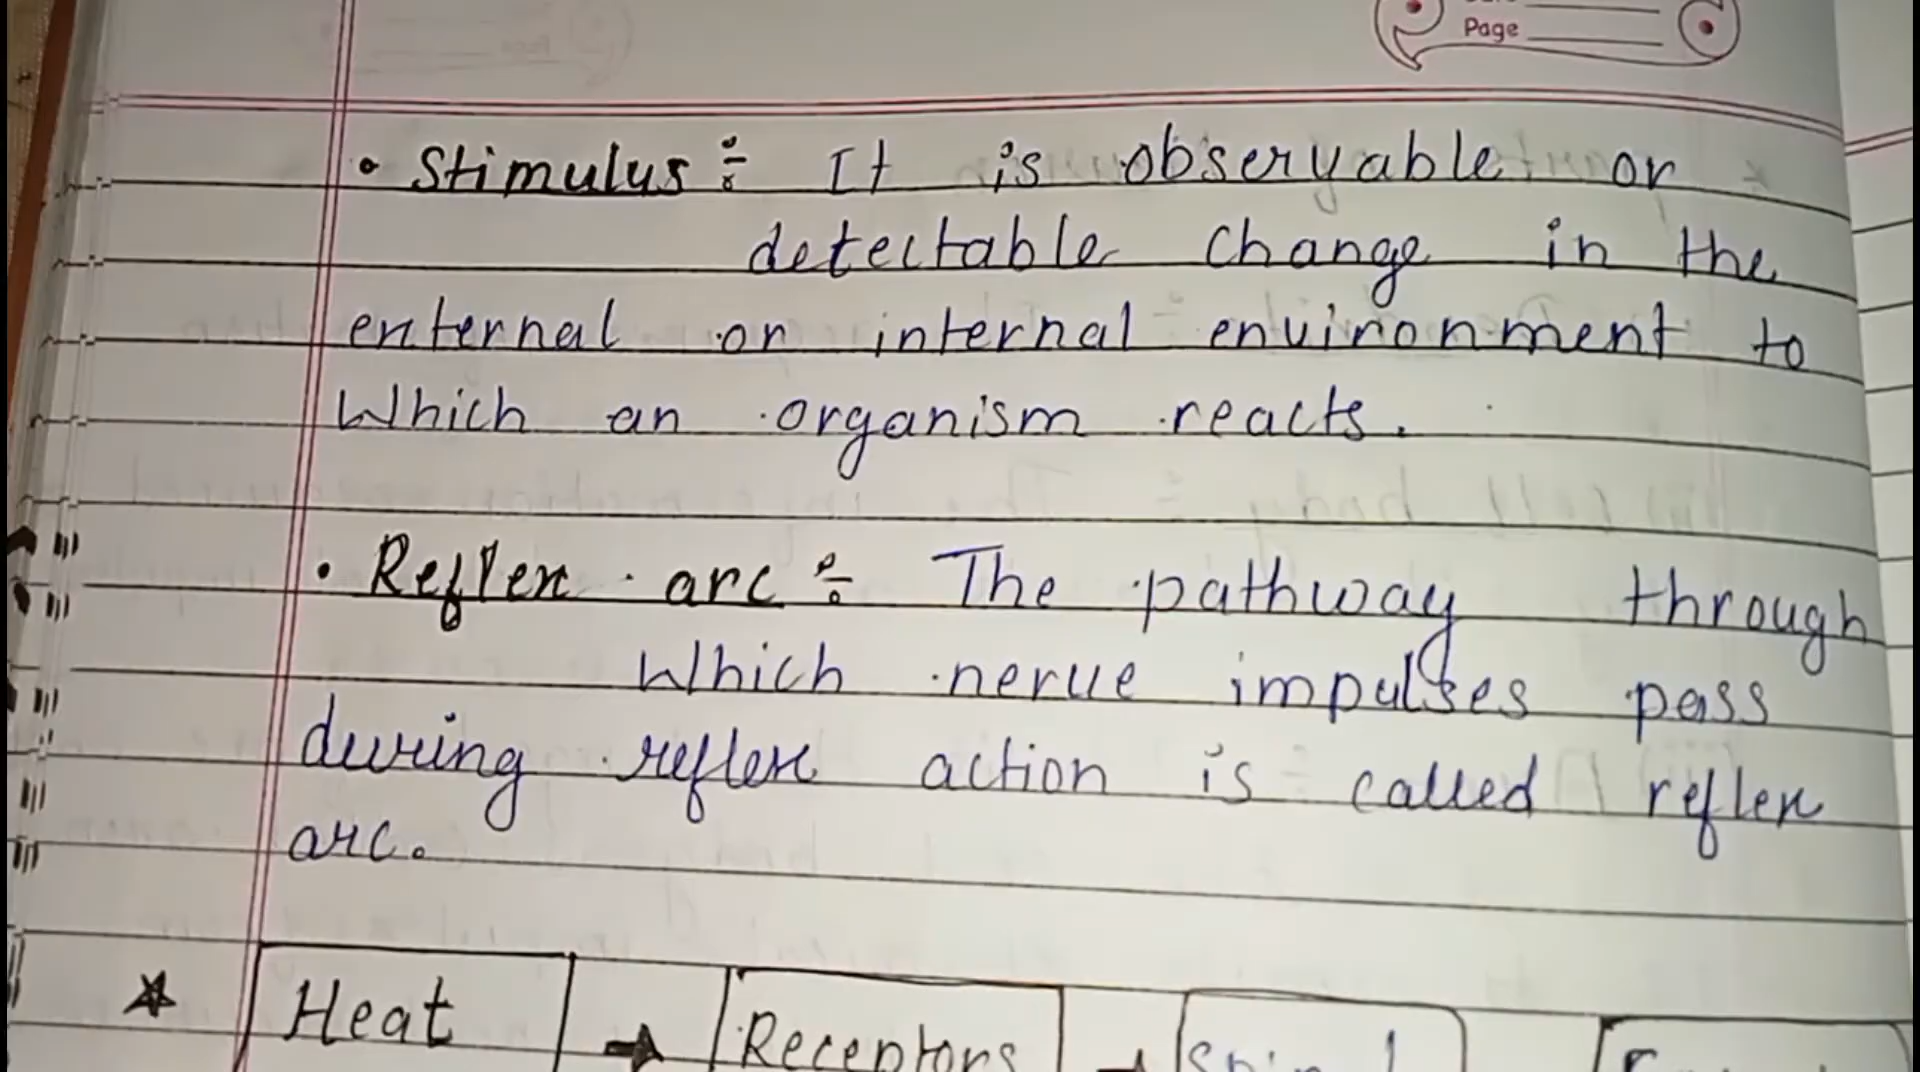 Page
• Stimulus :- It is observable or
detectable change in the
external or internal environment to
which an organism reacts.
• Reflex arc :- The pathway through
which nerve impulses pass
during reflex action is called reflex
arc.
Heat → Receptors →